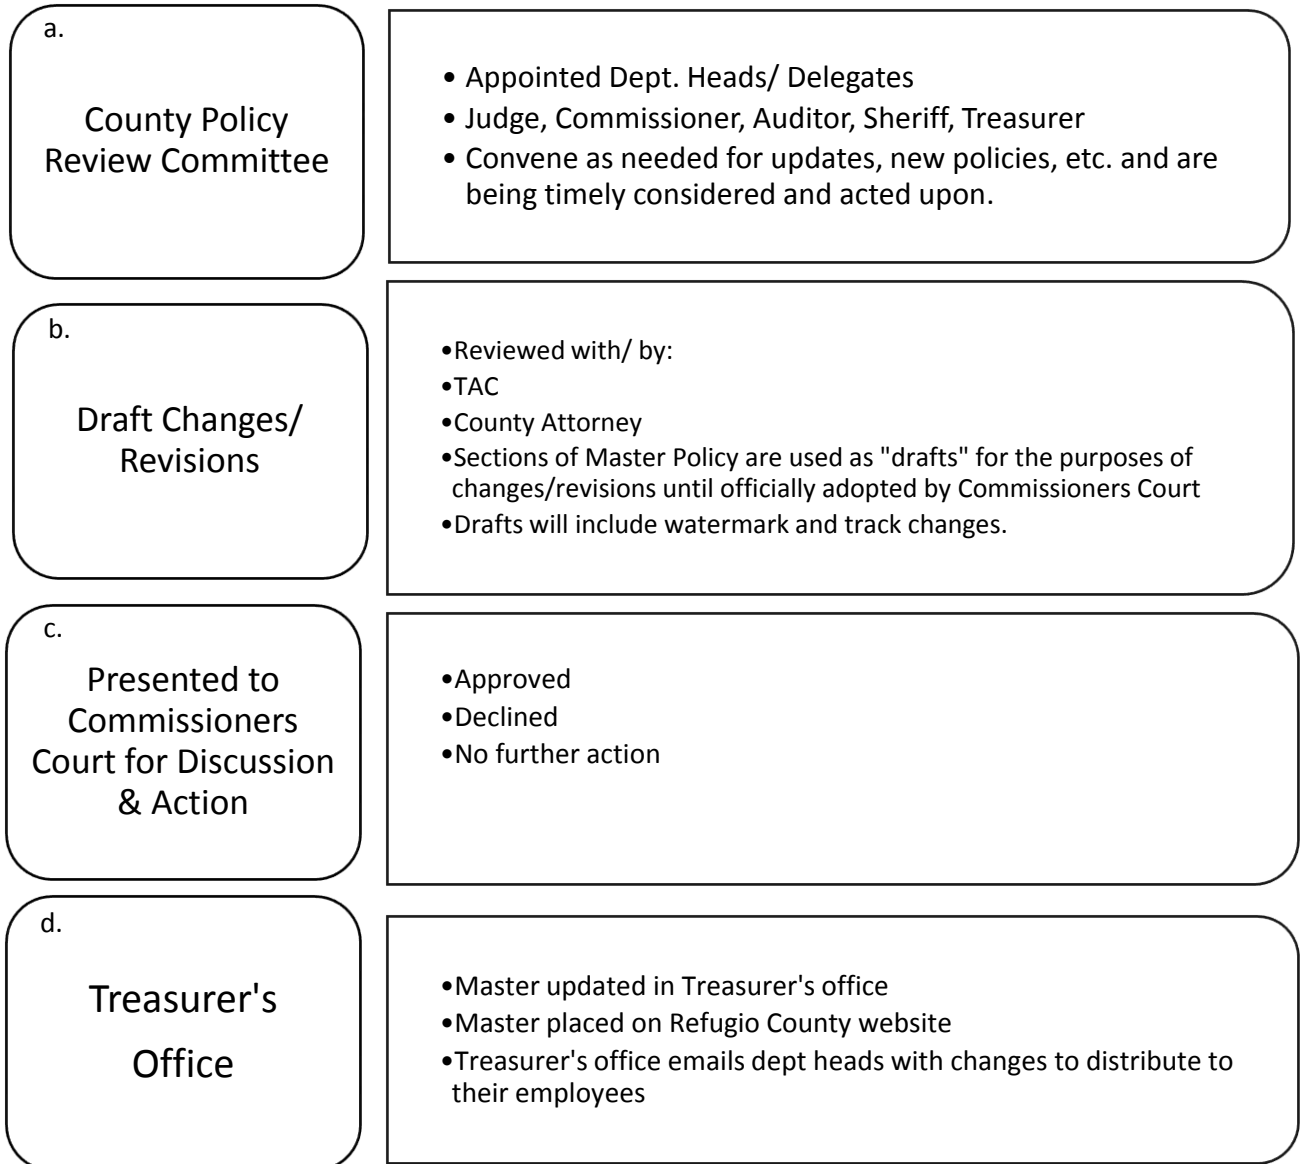 a.
County Policy
Review Committee
• Appointed Dept. Heads/ Delegates
• Judge, Commissioner, Auditor, Sheriff, Treasurer
• Convene as needed for updates, new policies, etc. and are
being timely considered and acted upon.
b.
Draft Changes/
Revisions
•Reviewed with/ by:
•TAC
•County Attorney
•Sections of Master Policy are used as "drafts" for the purposes of
changes/revisions until officially adopted by Commissioners Court
•Drafts will include watermark and track changes.
c.
Presented to
Commissioners
Court for Discussion
& Action
•Approved
•Declined
•No further action
d.
Treasurer's
Office
•Master updated in Treasurer's office
•Master placed on Refugio County website
•Treasurer's office emails dept heads with changes to distribute to
their employees